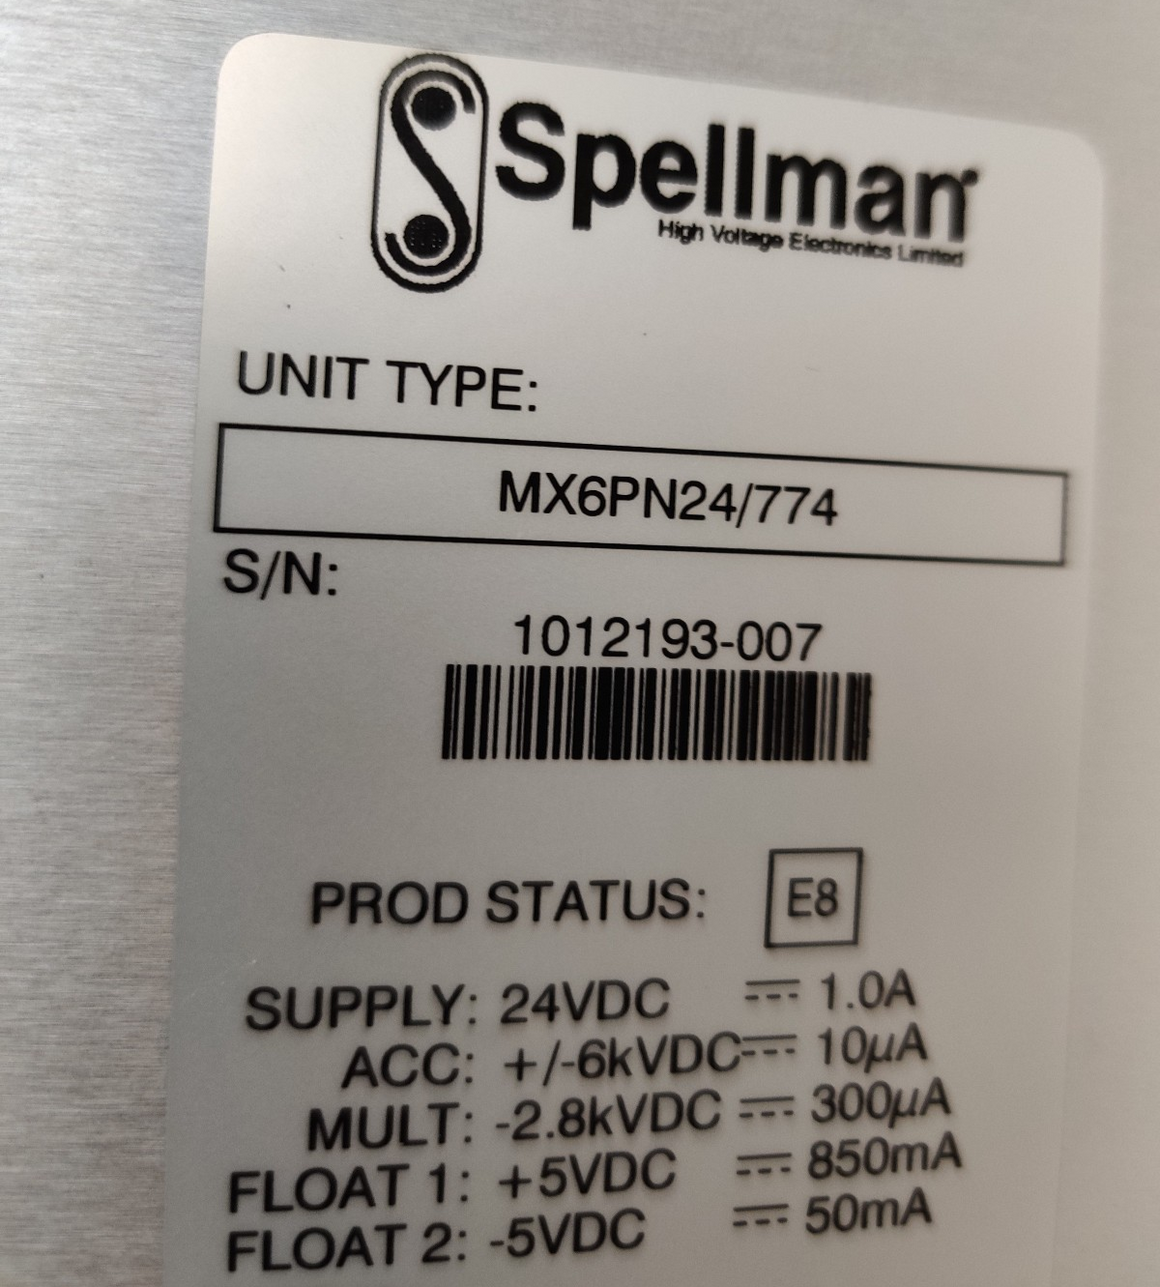 Spellman
High Voltage Electronics Limited
UNIT TYPE:
MX6PN24/774
S/N:
1012193-007
PROD STATUS: E8
SUPPLY: 24VDC ⎓ 1.0A
ACC: +/-6kVDC ⎓ 10µA
MULT: -2.8kVDC ⎓ 300µA
FLOAT 1: +5VDC ⎓ 850mA
FLOAT 2: -5VDC ⎓ 50mA